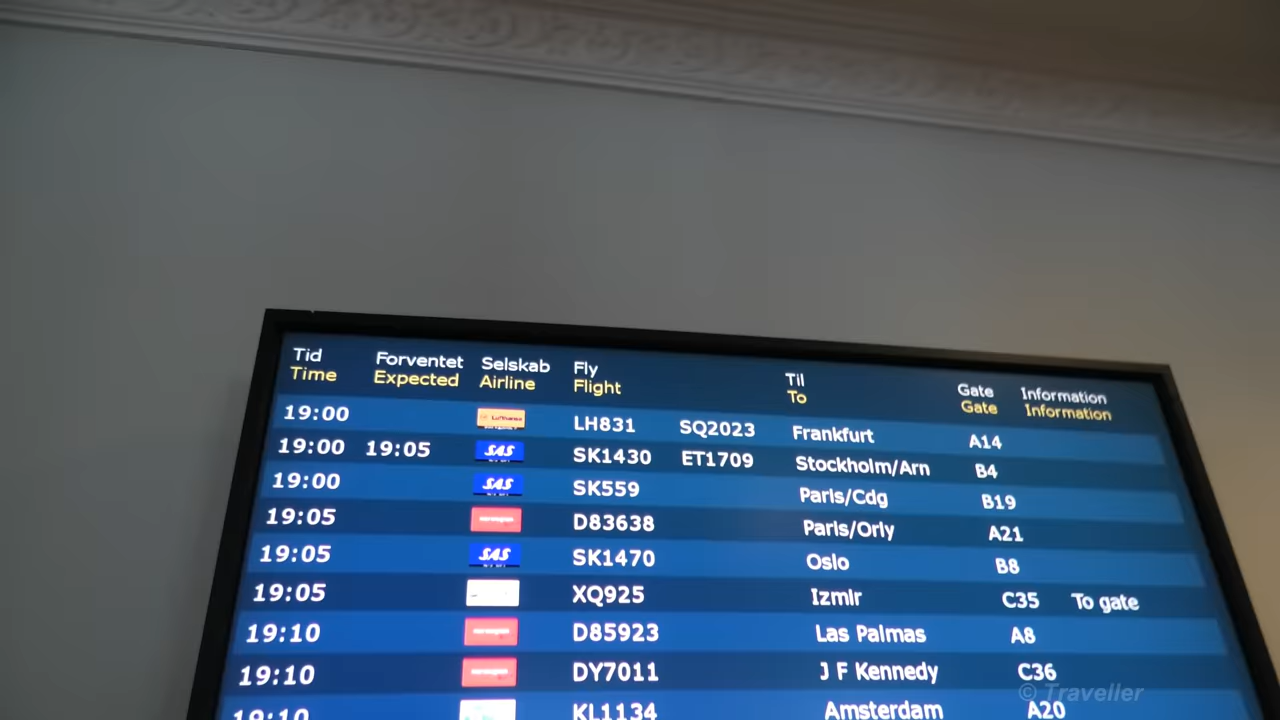 Tid Forventet Selskab Fly Til Gate Information
Time Expected Airline Flight To Gate Information
19:00 Lufthansa LH831 SQ2023 Frankfurt A14
19:00 19:05 SAS SK1430 ET1709 Stockholm/Arn B4
19:00 SAS SK559 Paris/Cdg B19
19:05 D83638 Paris/Orly A21
19:05 SAS SK1470 Oslo B8
19:05 XQ925 Izmir C35 To gate
19:10 D85923 Las Palmas A8
19:10 DY7011 J F Kennedy C36
19:10 KL1134 Amsterdam A20
© Traveller